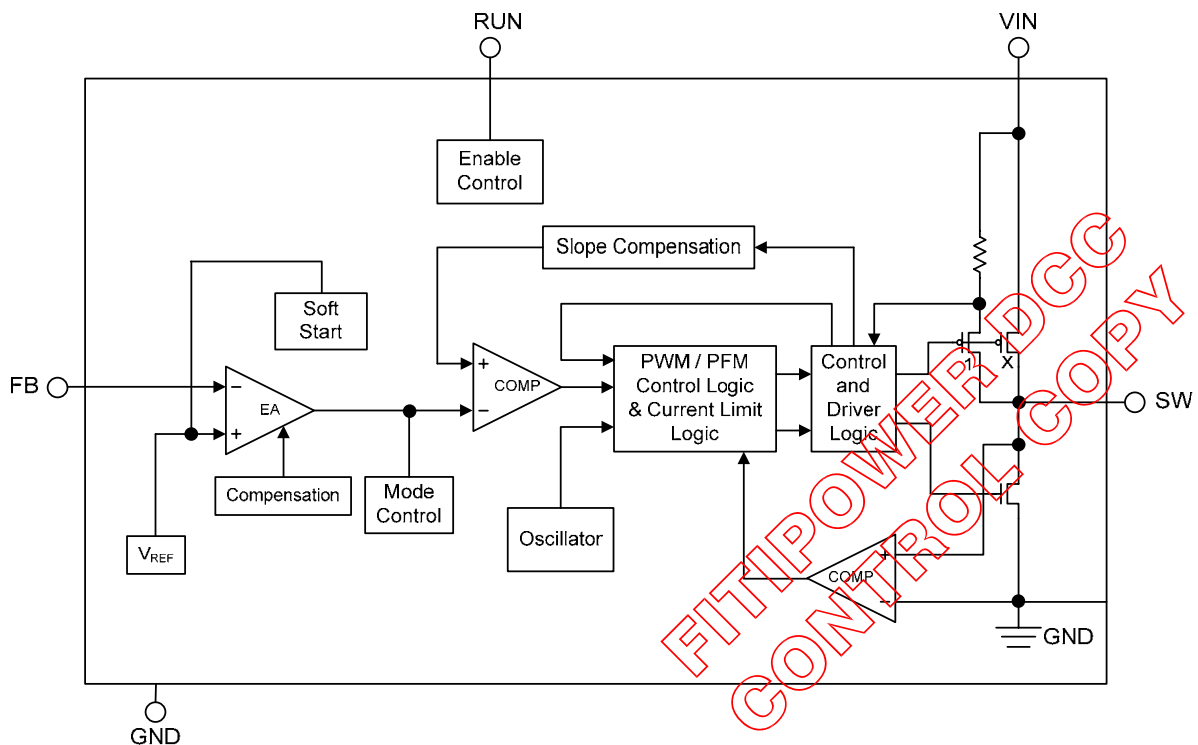 RUN
VIN
Enable
Control
Slope Compensation
Soft
Start
+
COMP
−
PWM / PFM
Control Logic
& Current Limit
Logic
Control
and
Driver
Logic
1
X
FB
−
EA
+
SW
Compensation
Mode
Control
Oscillator
VREF
+
COMP
−
GND
GND
FITIPOWER DCC
CONTROL COPY